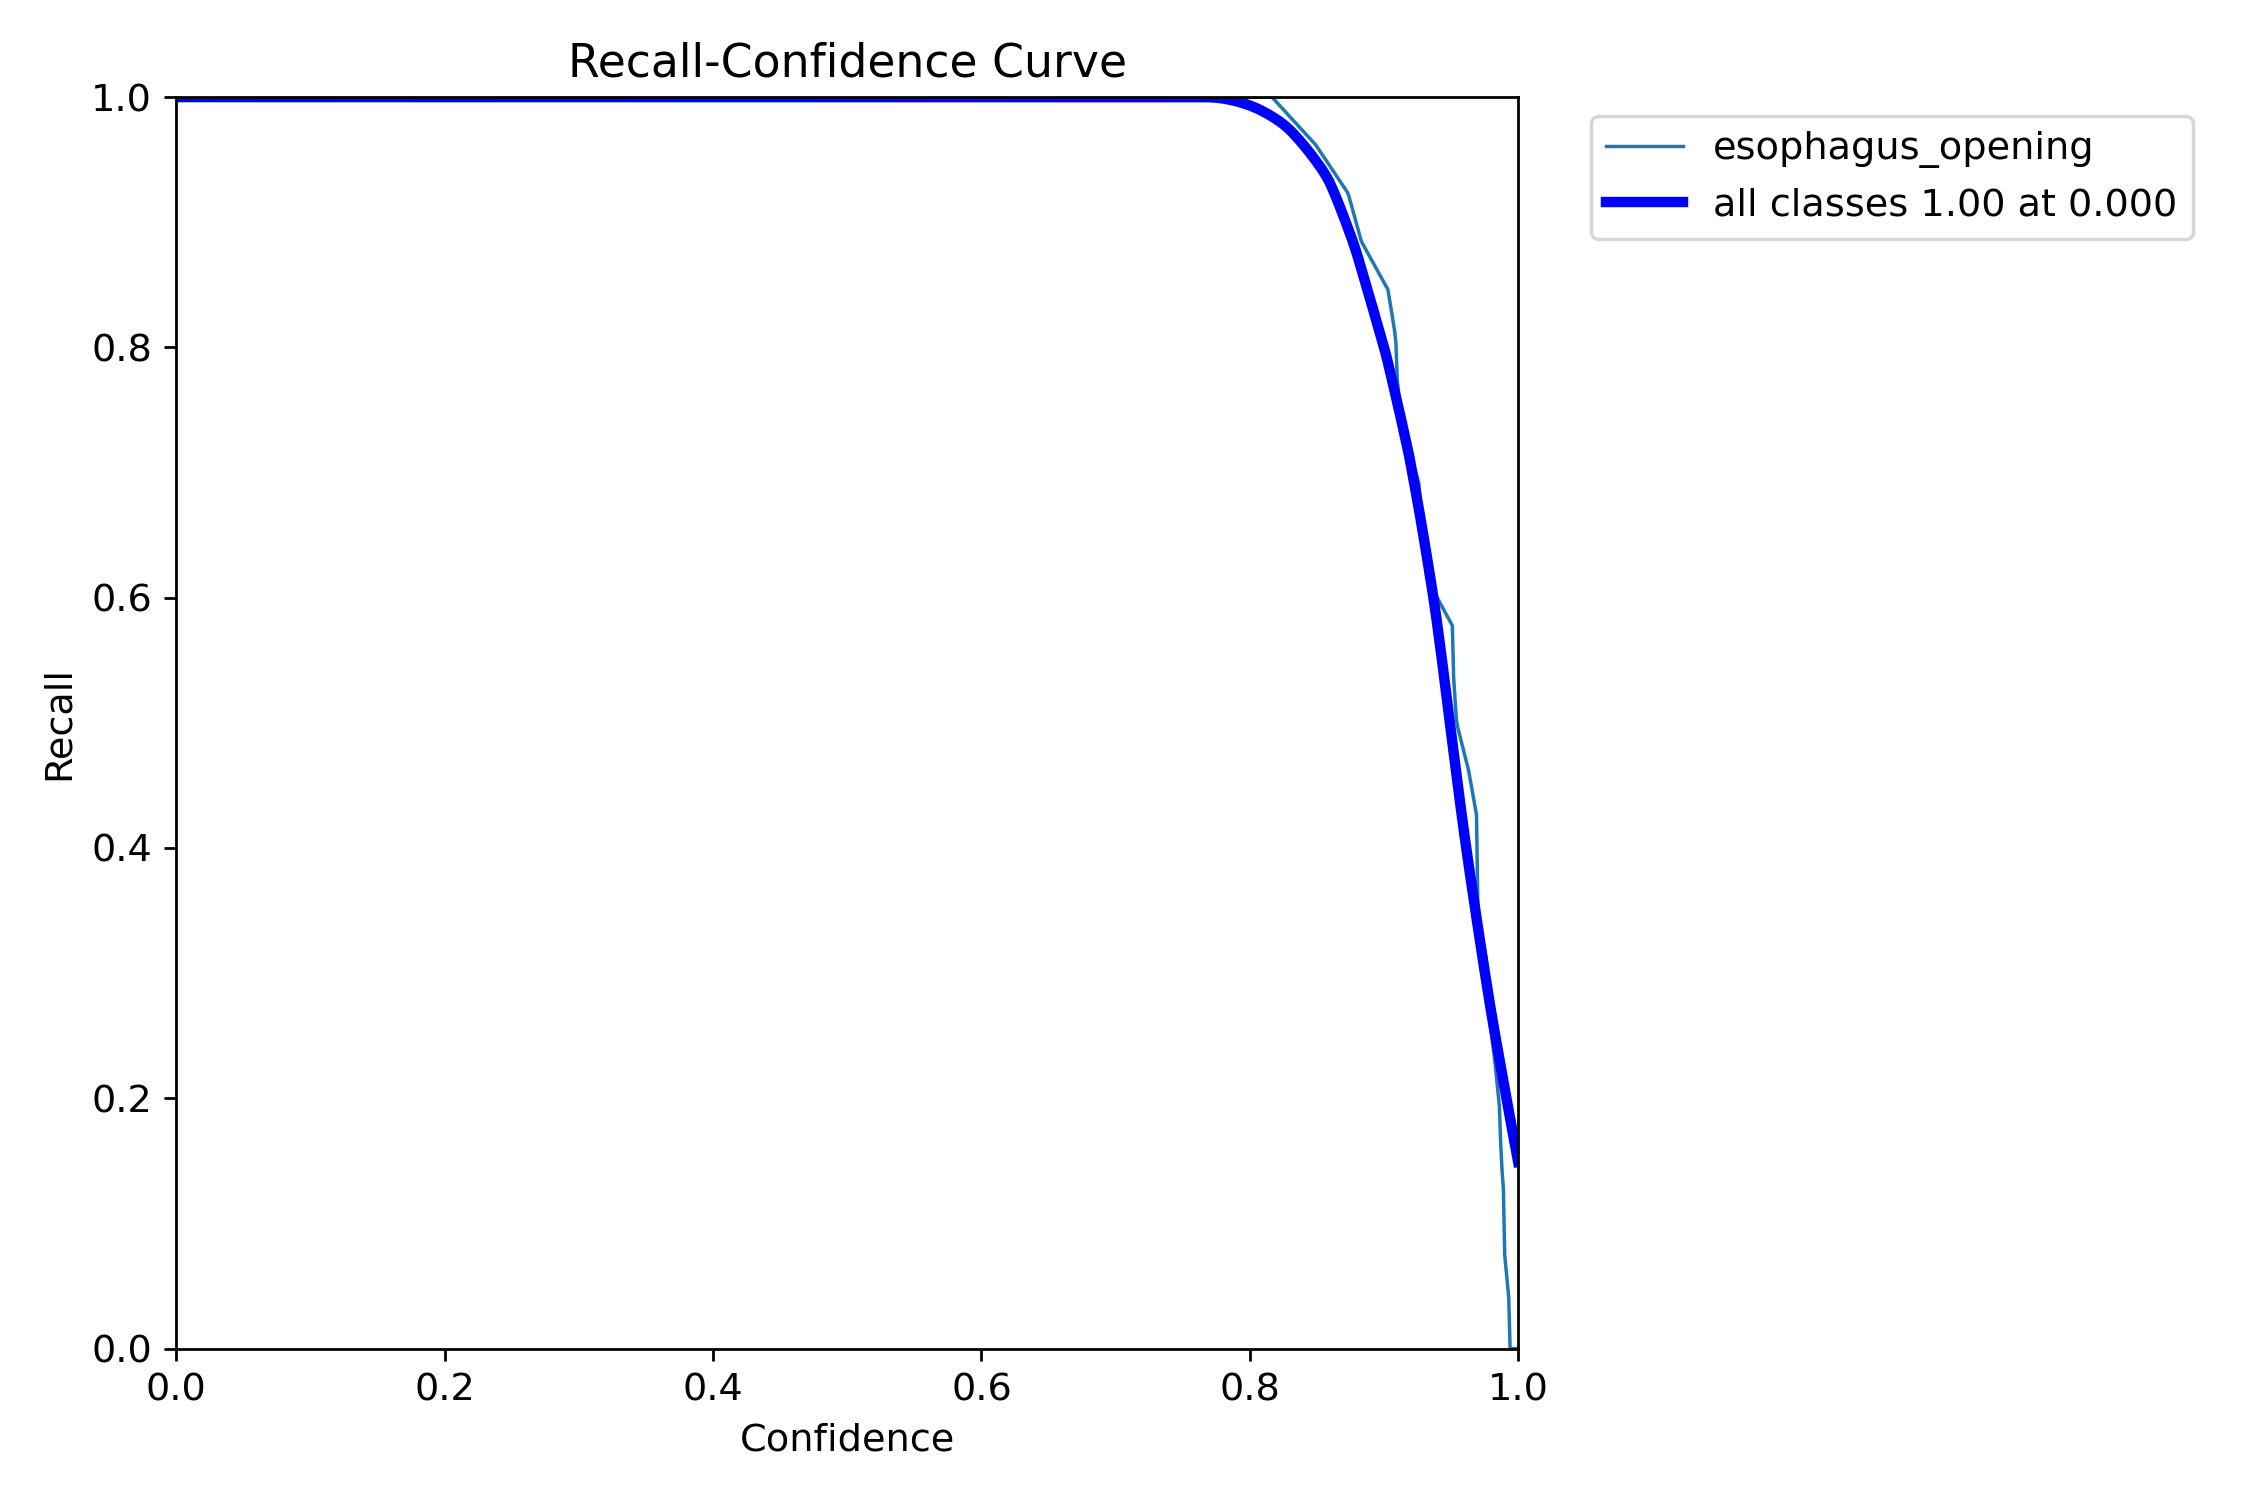 Recall-Confidence Curve
1.0
0.8
0.6
0.4
0.2
0.0
Recall
0.0 0.2 0.4 0.6 0.8 1.0
Confidence
esophagus_opening
all classes 1.00 at 0.000